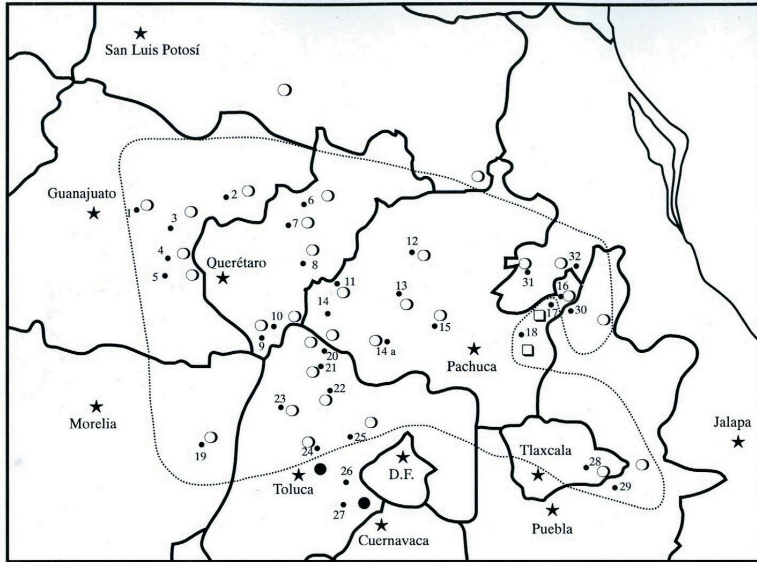 San Luis Potosí
Guanajuato
1
2
3
4
5
6
7
8
Querétaro
9
10
11
12
13
14
14 a
15
Pachuca
16
17
18
30
31
32
Morelia
19
20
21
22
23
24
25
Toluca
26
27
D.F.
Cuernavaca
Tlaxcala
28
29
Puebla
Jalapa